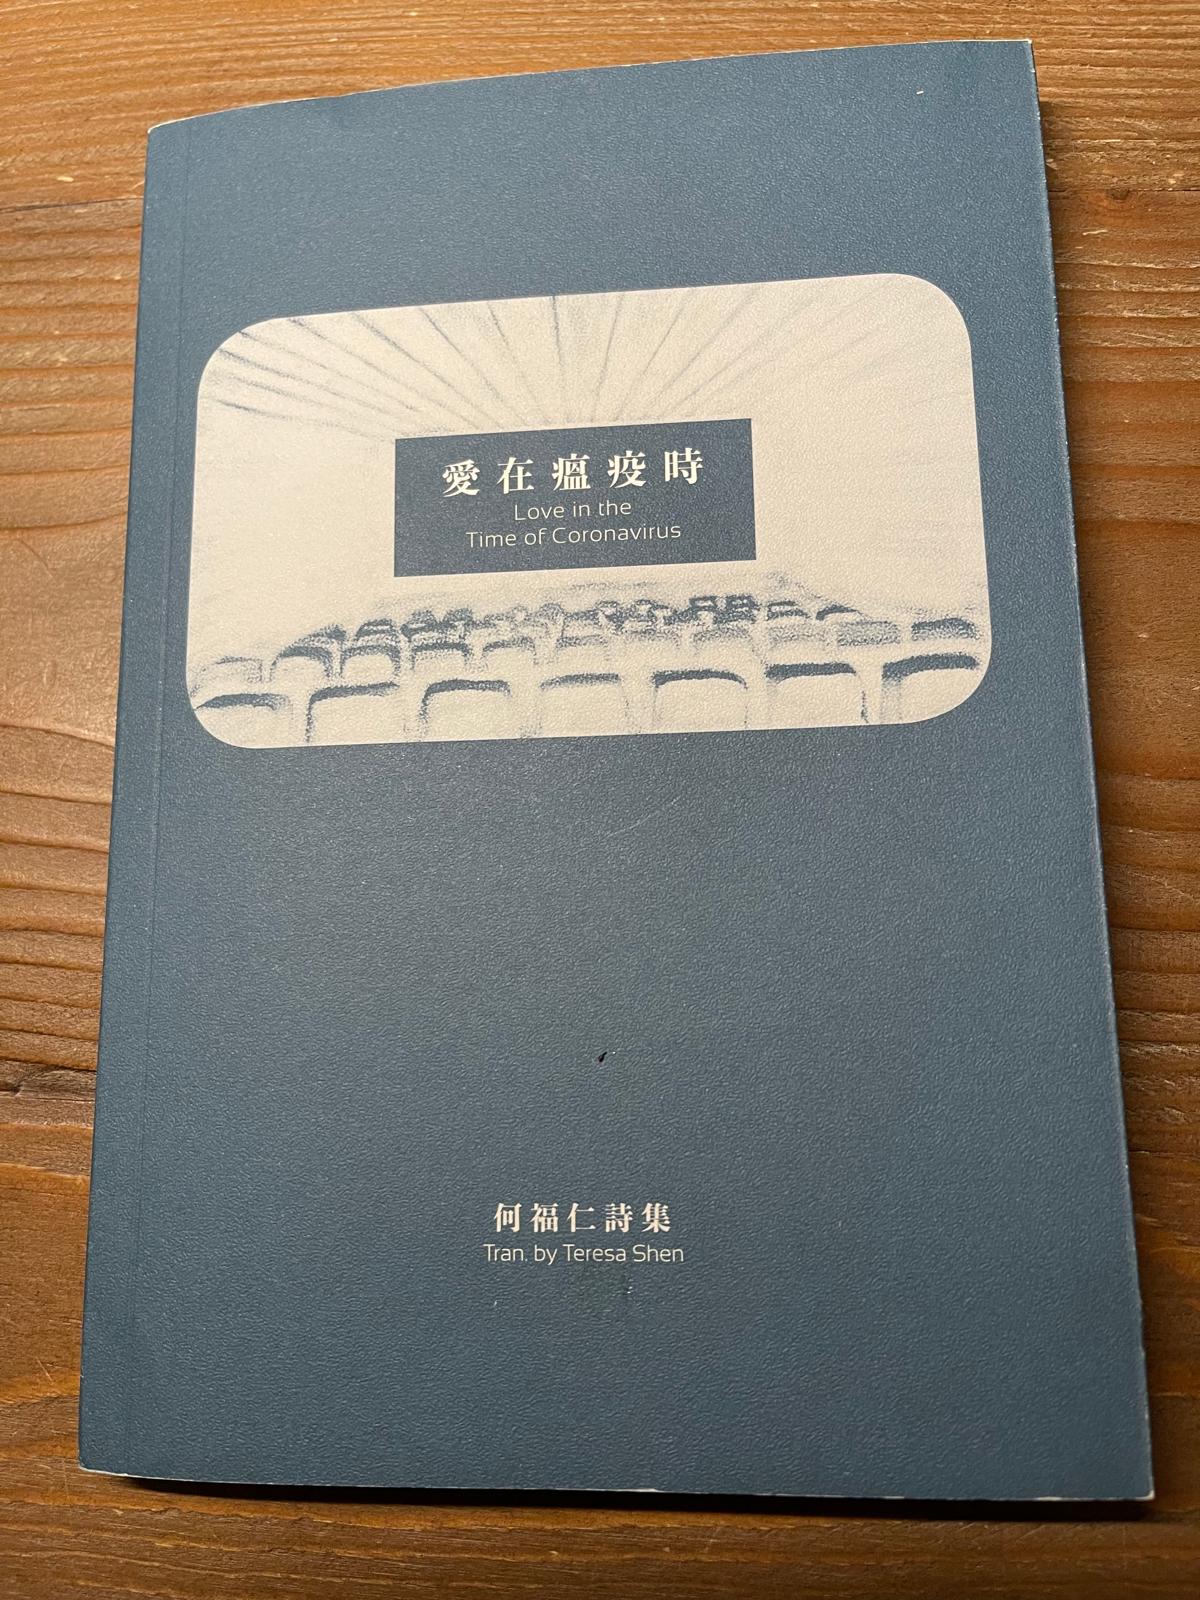 愛在瘟疫時
Love in the
Time of Coronavirus
何福仁詩集
Tran. by Teresa Shen